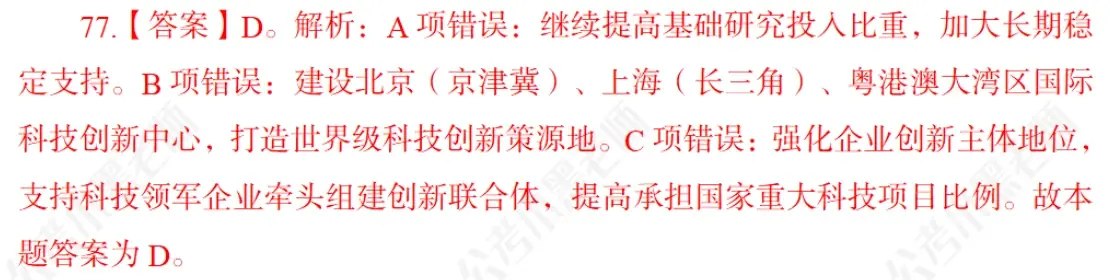 77.【答案】D。解析：A 项错误：继续提高基础研究投入比重，加大长期稳
定支持。B 项错误：建设北京（京津冀）、上海（长三角）、粤港澳大湾区国际
科技创新中心，打造世界级科技创新策源地。C 项错误：强化企业创新主体地位，
支持科技领军企业牵头组建创新联合体，提高承担国家重大科技项目比例。故本
题答案为 D。